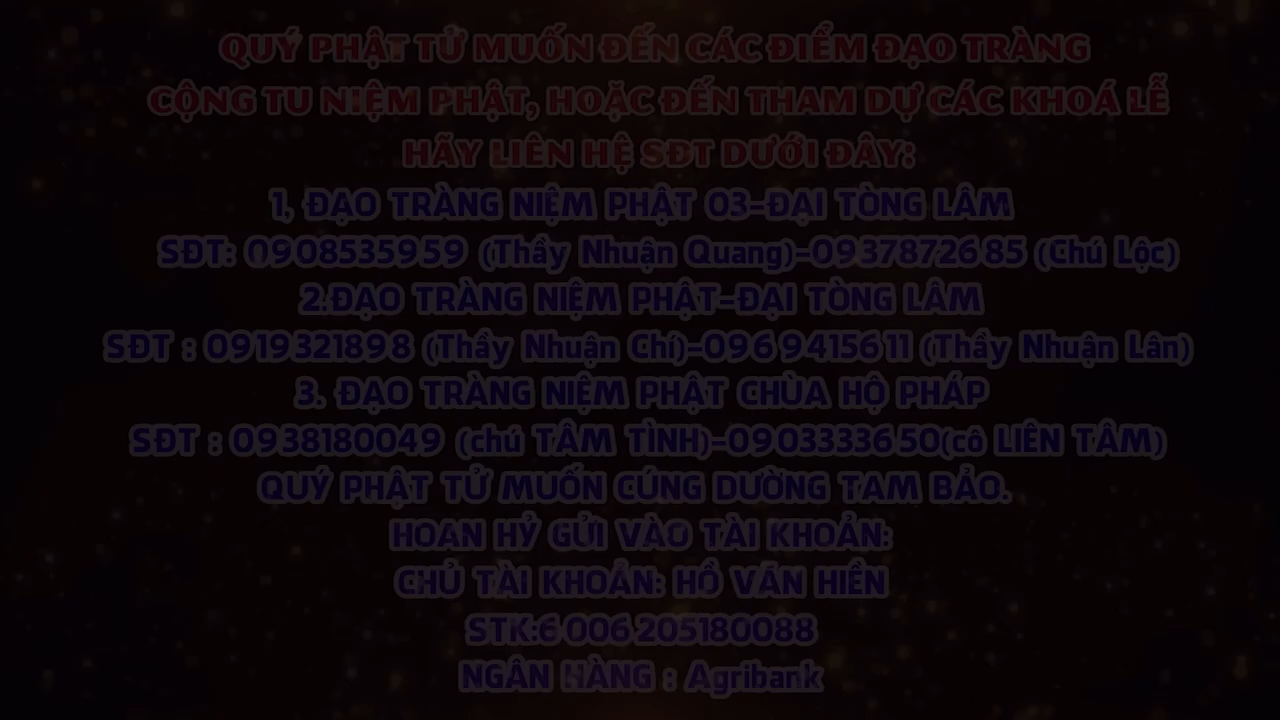 QUÝ PHẬT TỬ MUỐN ĐẾN CÁC ĐIỂM ĐẠO TRÀNG
CỘNG TU NIỆM PHẬT, HOẶC ĐẾN THAM DỰ CÁC KHOÁ LỄ
HÃY LIÊN HỆ SĐT DƯỚI ĐÂY:
1, ĐẠO TRÀNG NIỆM PHẬT 03-ĐẠI TÒNG LÂM
SĐT: 0908535959 (Thầy Nhuận Quang)-0937872685 (Chú Lộc)
2.ĐẠO TRÀNG NIỆM PHẬT-ĐẠI TÒNG LÂM
SĐT : 0919321898 (Thầy Nhuận Chí)-0969415611 (Thầy Nhuận Lân)
3. ĐẠO TRÀNG NIỆM PHẬT CHÙA HỘ PHÁP
SĐT : 0938180049 (chú TÂM TÌNH)-0903333650(cô LIÊN TÂM)
QUÝ PHẬT TỬ MUỐN CÚNG DƯỜNG TAM BẢO.
HOAN HỶ GỬI VÀO TÀI KHOẢN:
CHỦ TÀI KHOẢN: HỒ VĂN HIỀN
STK:6006205180088
NGÂN HÀNG : Agribank